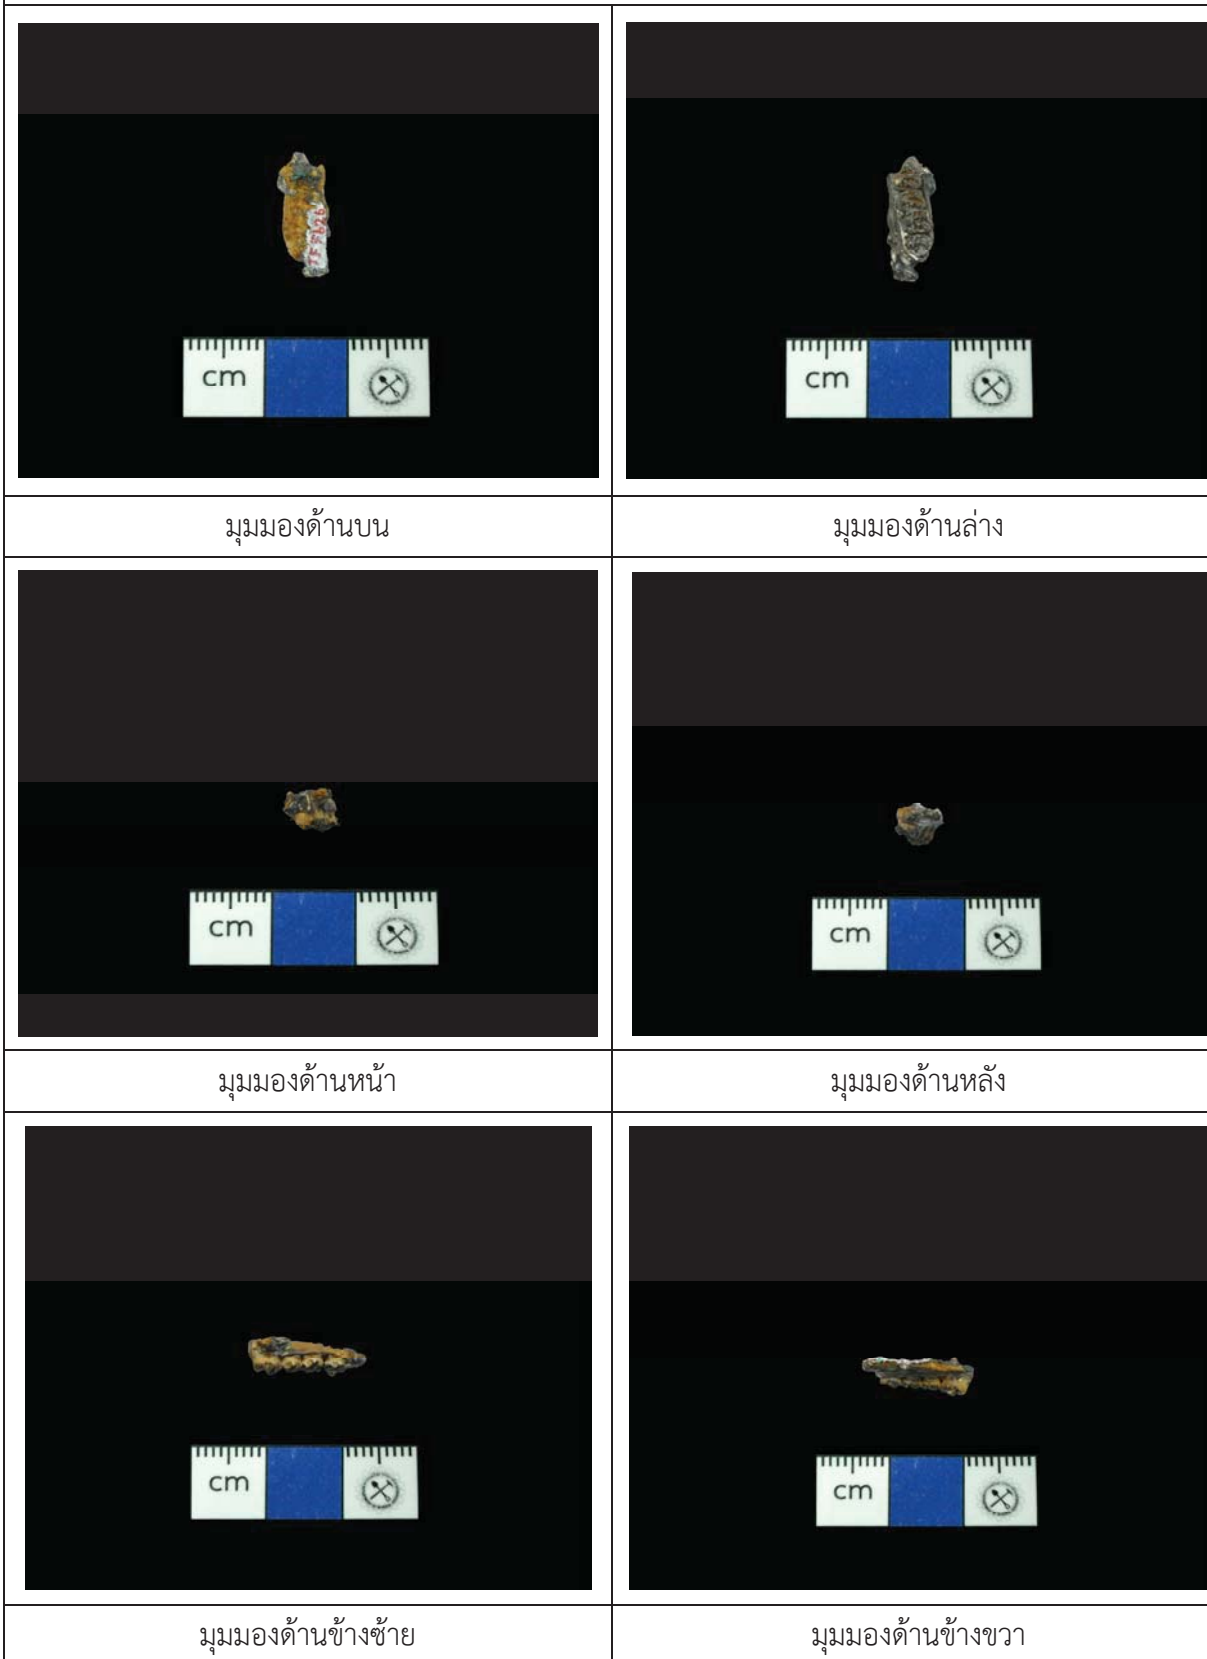 cm
cm
มุมมองด้านบน
มุมมองด้านล่าง
cm
cm
มุมมองด้านหน้า
มุมมองด้านหลัง
cm
cm
มุมมองด้านข้างซ้าย
มุมมองด้านข้างขวา